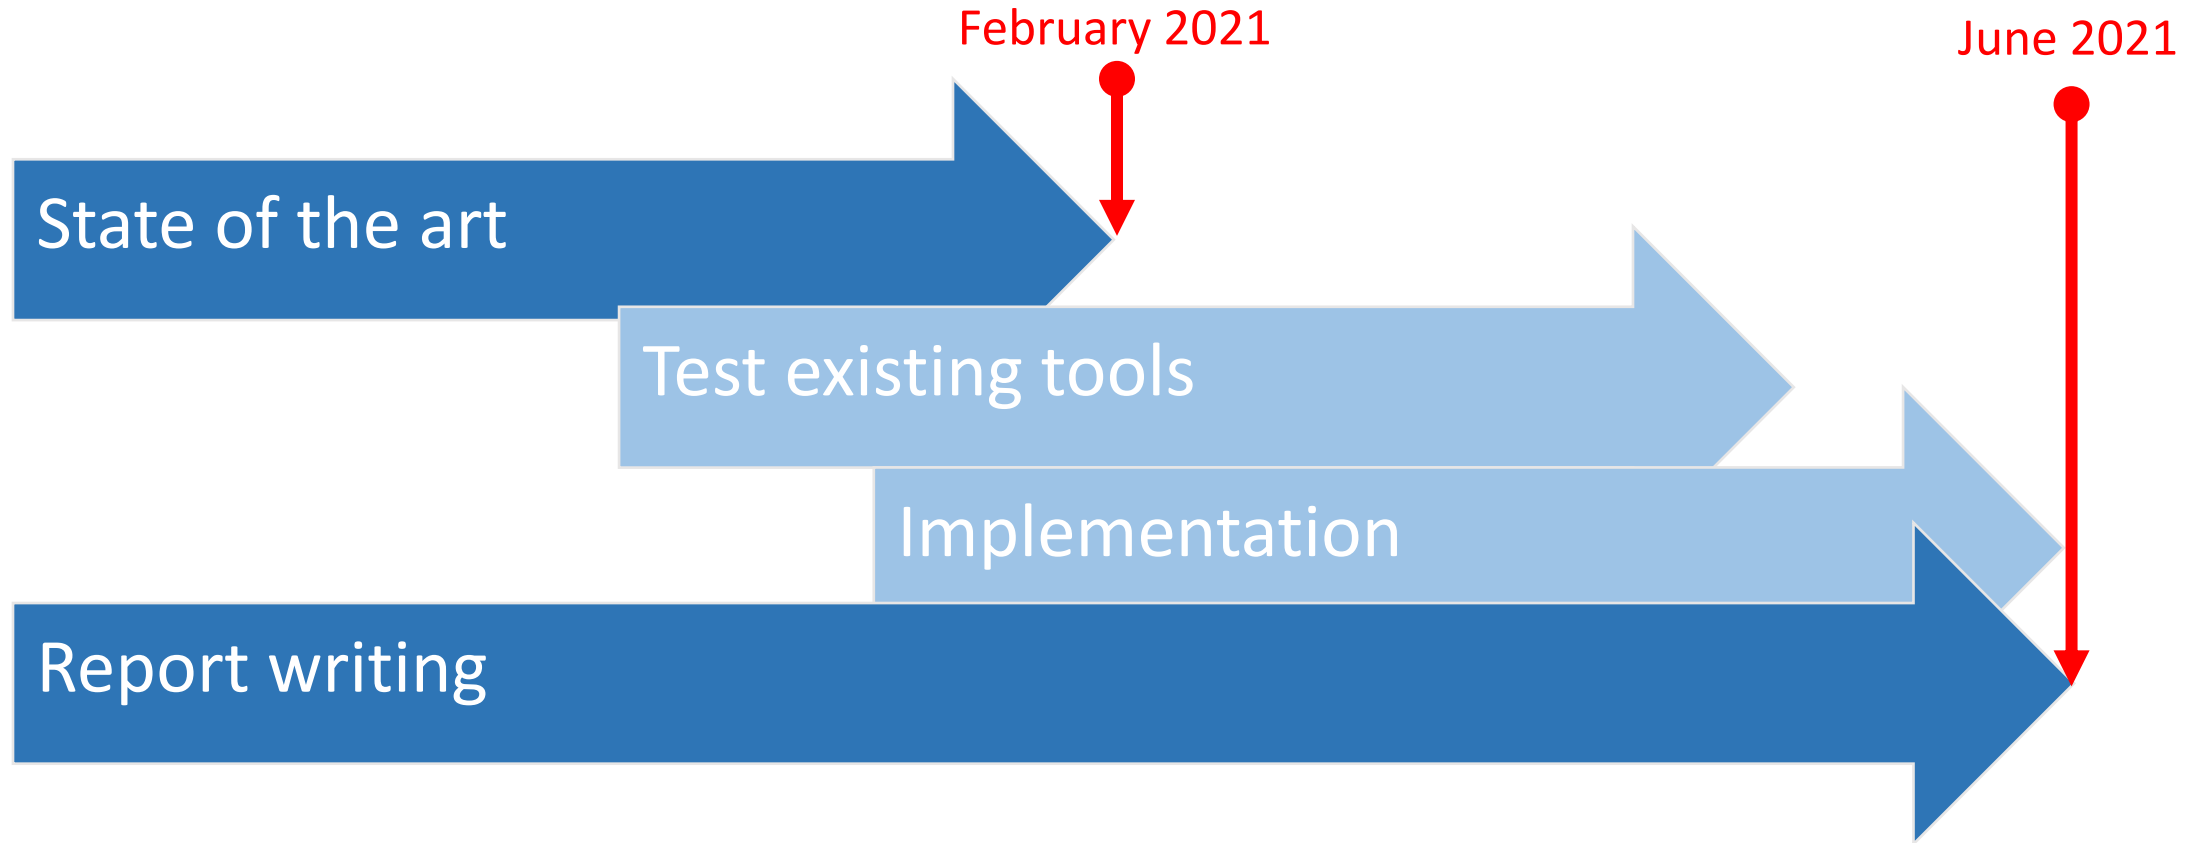 February 2021
June 2021
State of the art
Test existing tools
Implementation
Report writing